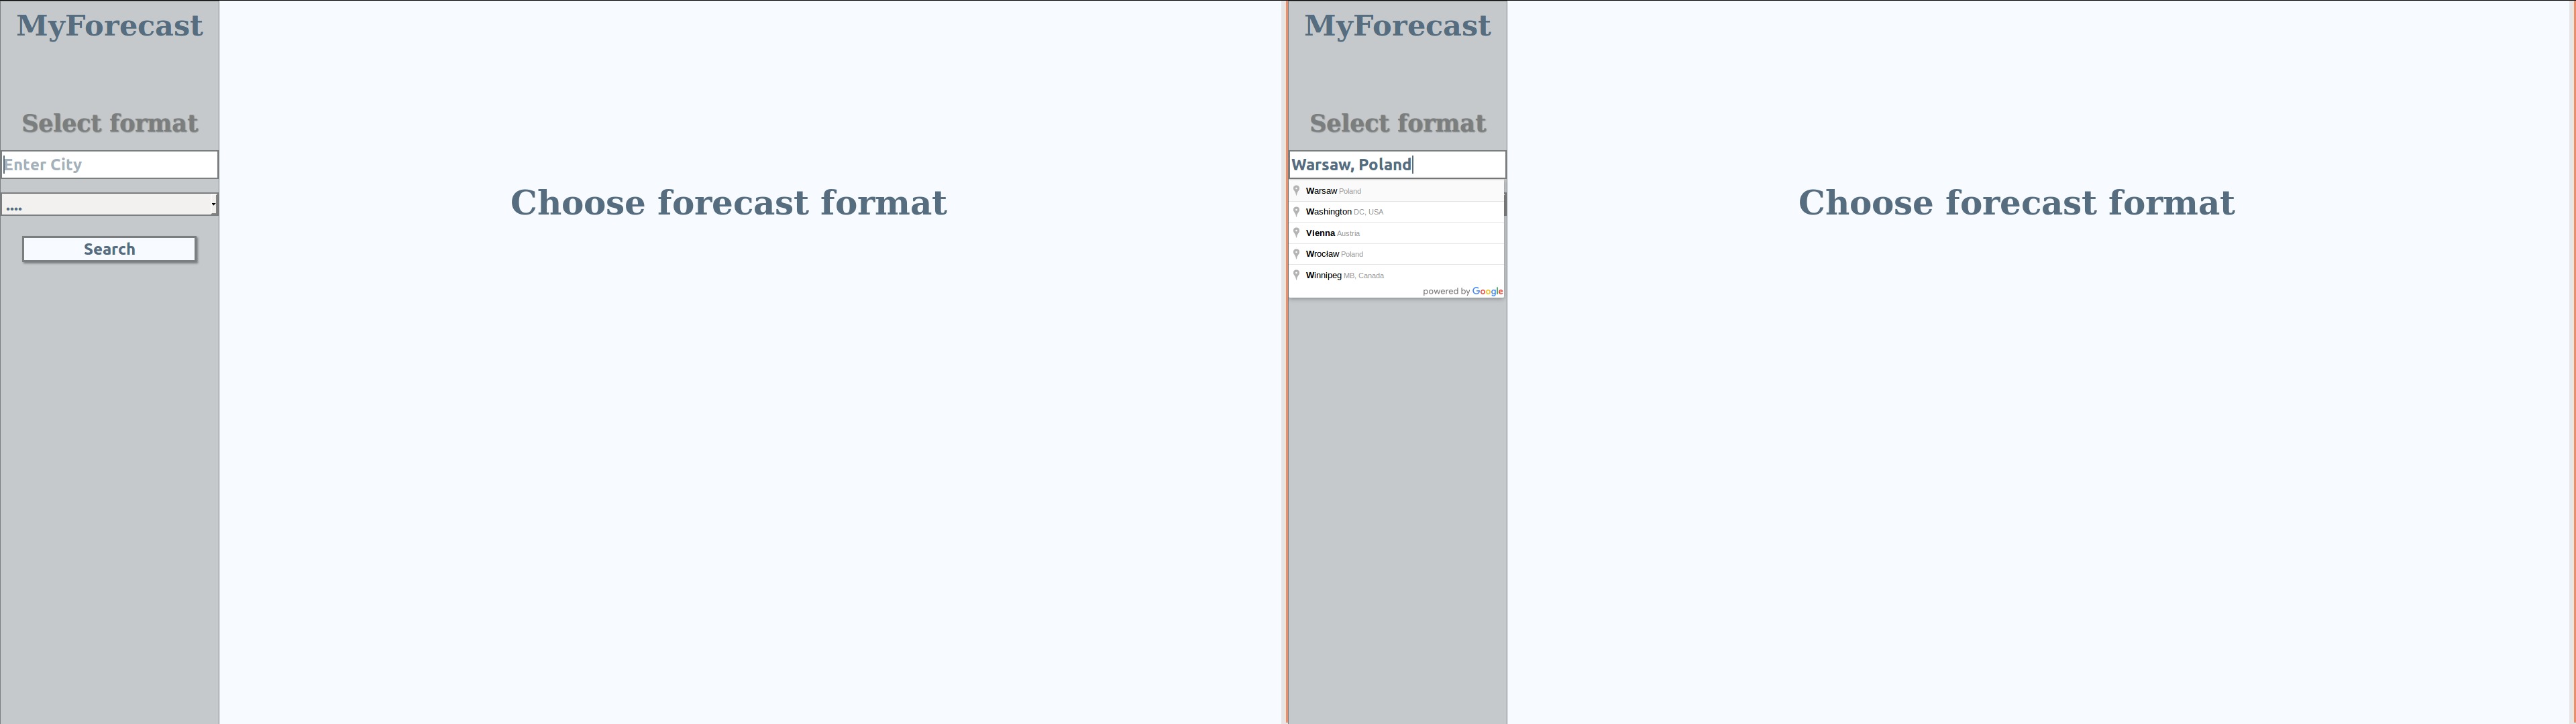 MyForecast
Select format
Enter City
....
Search
Choose forecast format
MyForecast
Select format
Warsaw, Poland
Warsaw Poland
Washington DC, USA
Vienna Austria
Wrocław Poland
Winnipeg MB, Canada
powered by Google
Choose forecast format